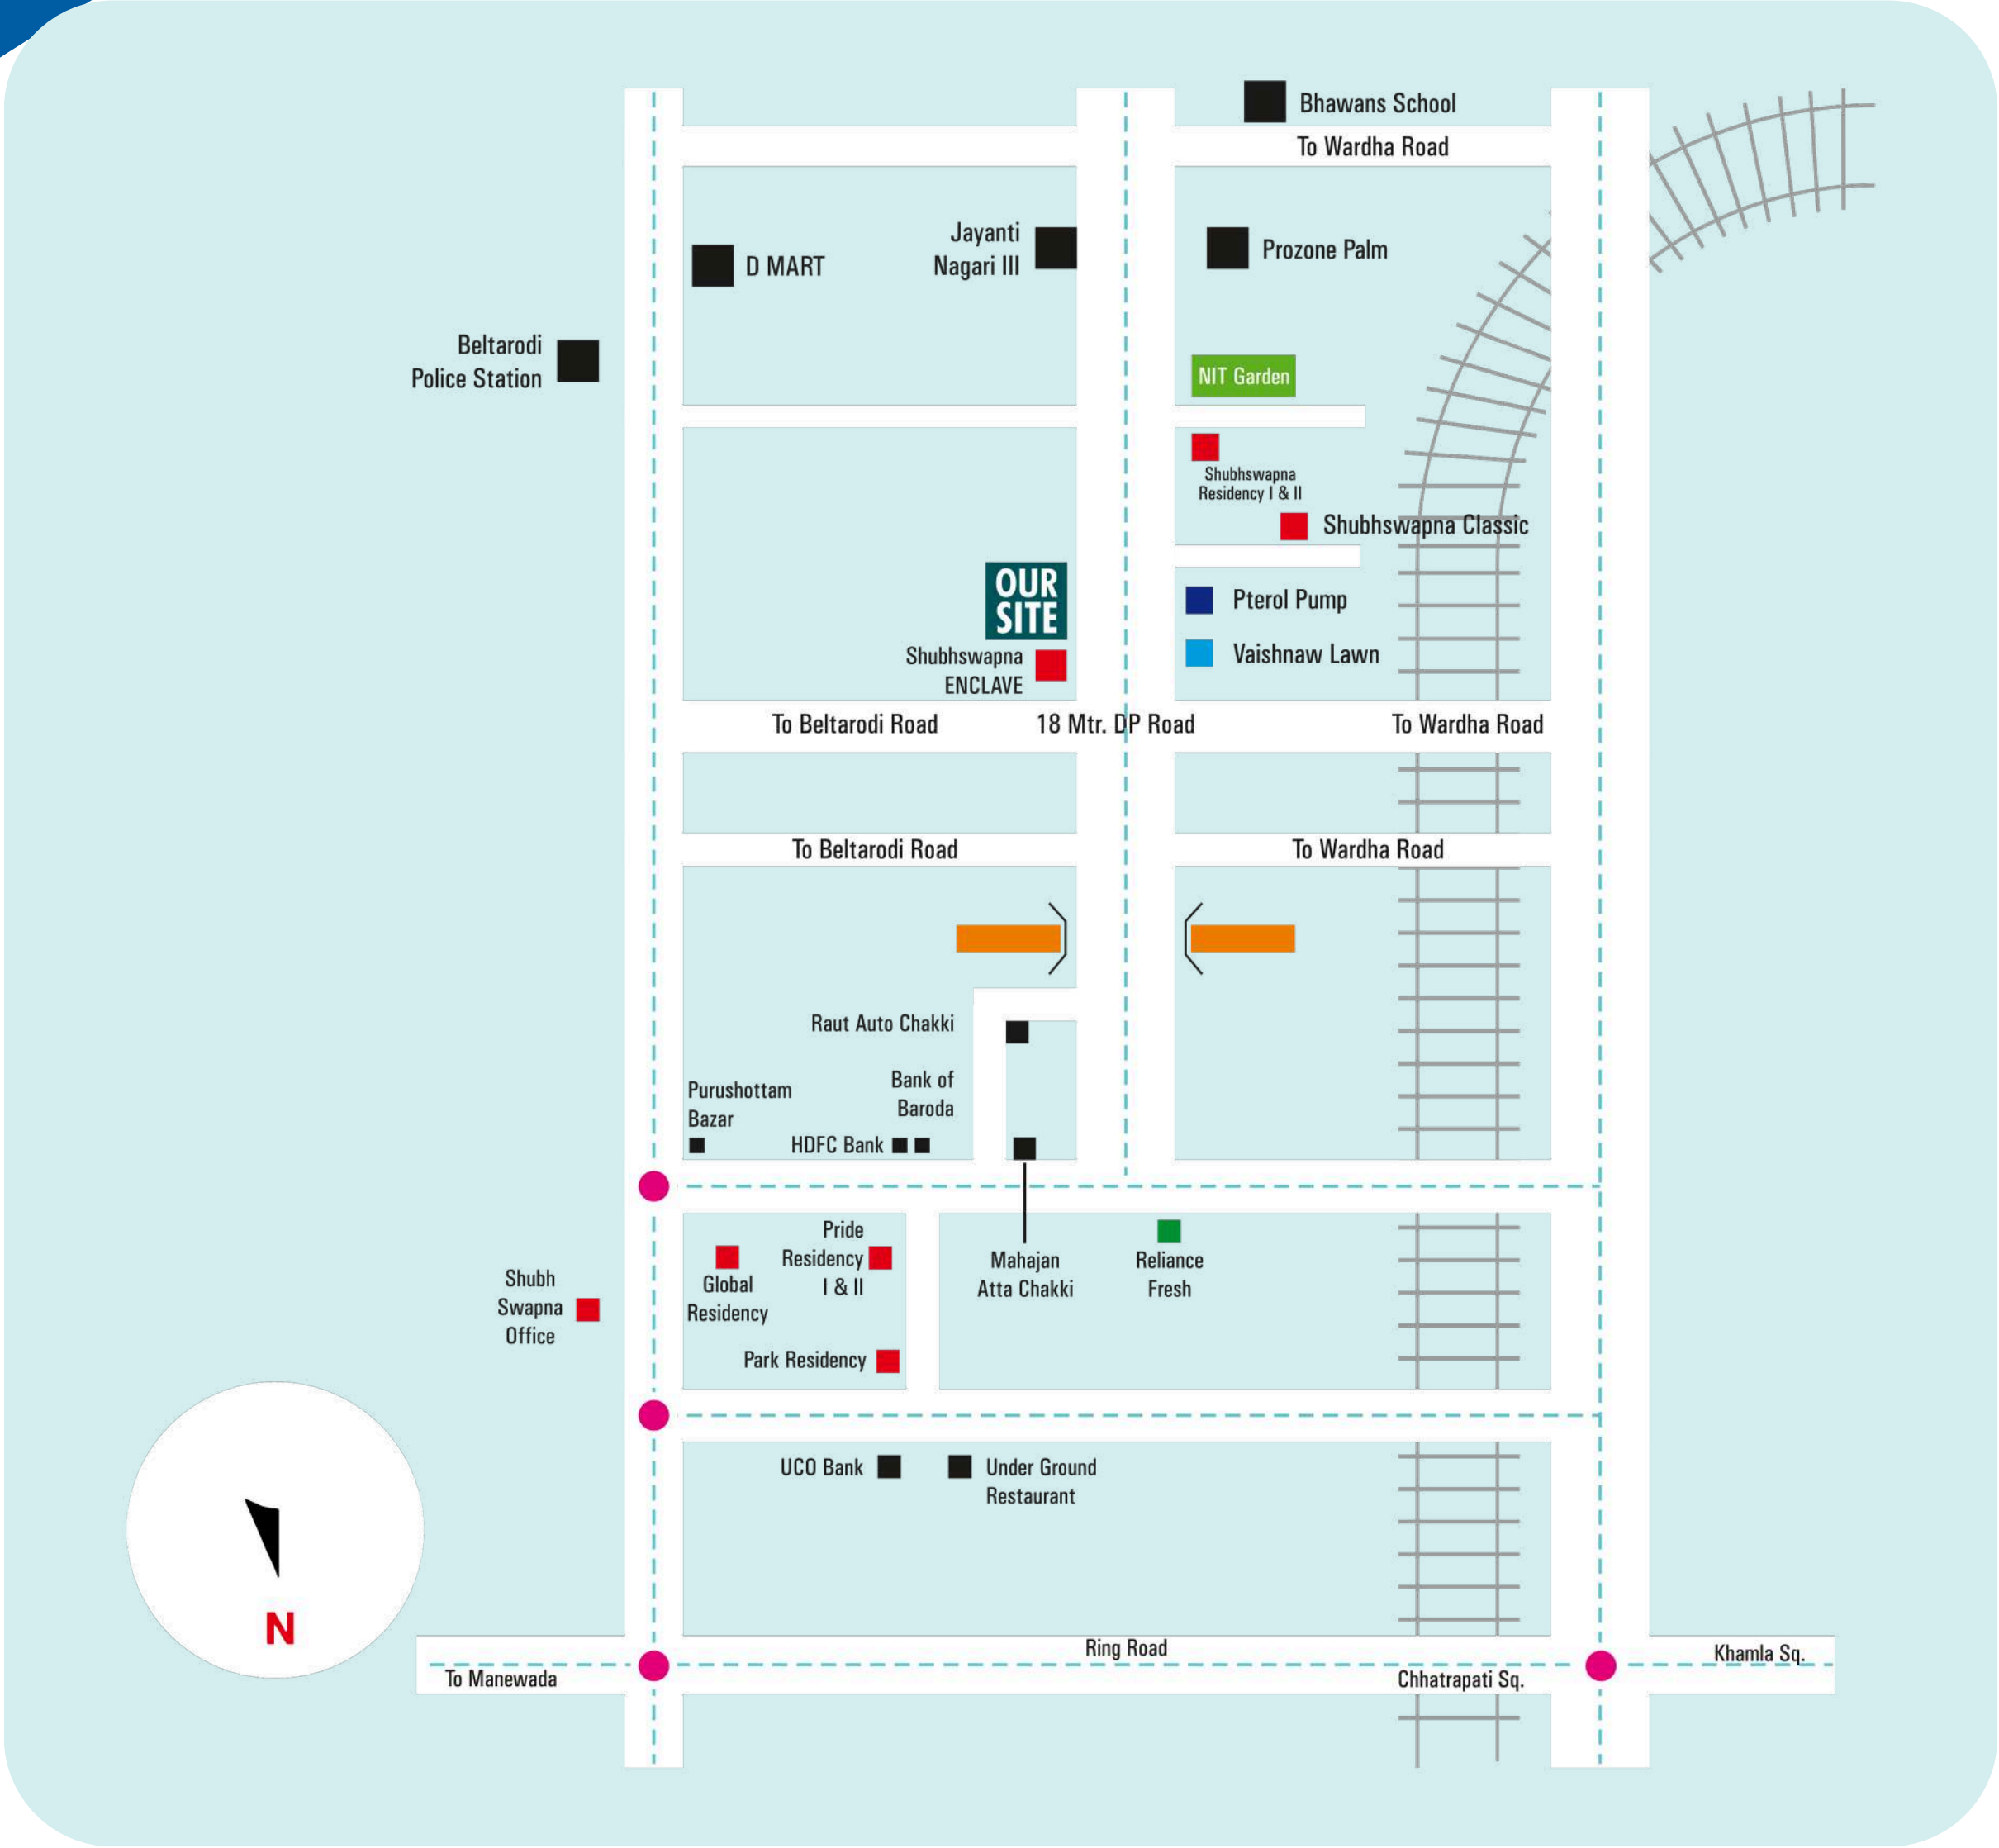 Bhawans School
To Wardha Road
Jayanti
Nagari III
D MART
Prozone Palm
Beltarodi
Police Station
NIT Garden
Shubhswapna
Residency I & II
Shubhswapna Classic
OUR
SITE
Pterol Pump
Shubhswapna
ENCLAVE
Vaishnaw Lawn
To Beltarodi Road
18 Mtr. DP Road
To Wardha Road
To Beltarodi Road
To Wardha Road
Raut Auto Chakki
Purushottam
Bazar
Bank of
Baroda
HDFC Bank
Pride
Residency
I & II
Global
Residency
Mahajan
Atta Chakki
Reliance
Fresh
Shubh
Swapna
Office
Park Residency
UCO Bank
Under Ground
Restaurant
N
Ring Road
To Manewada
Chhatrapati Sq.
Khamla Sq.